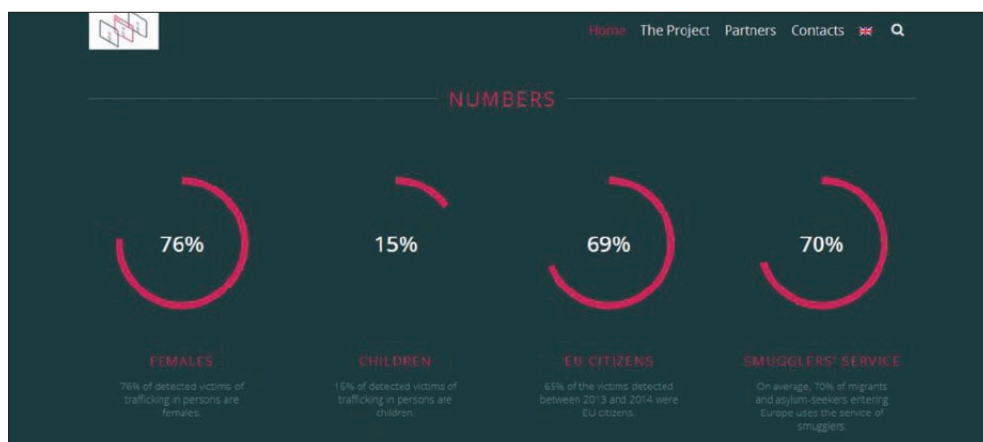 Home The Project Partners Contacts
NUMBERS
76%
15%
69%
70%
FEMALES
76% of detected victims of
trafficking in persons are
females.
CHILDREN
15% of detected victims of
trafficking in persons are
children.
EU CITIZENS
65% of the victims detected
between 2013 and 2014 were
EU citizens.
SMUGGLERS' SERVICE
On average, 70% of migrants
and asylum-seekers entering
Europe uses the service of
smugglers.